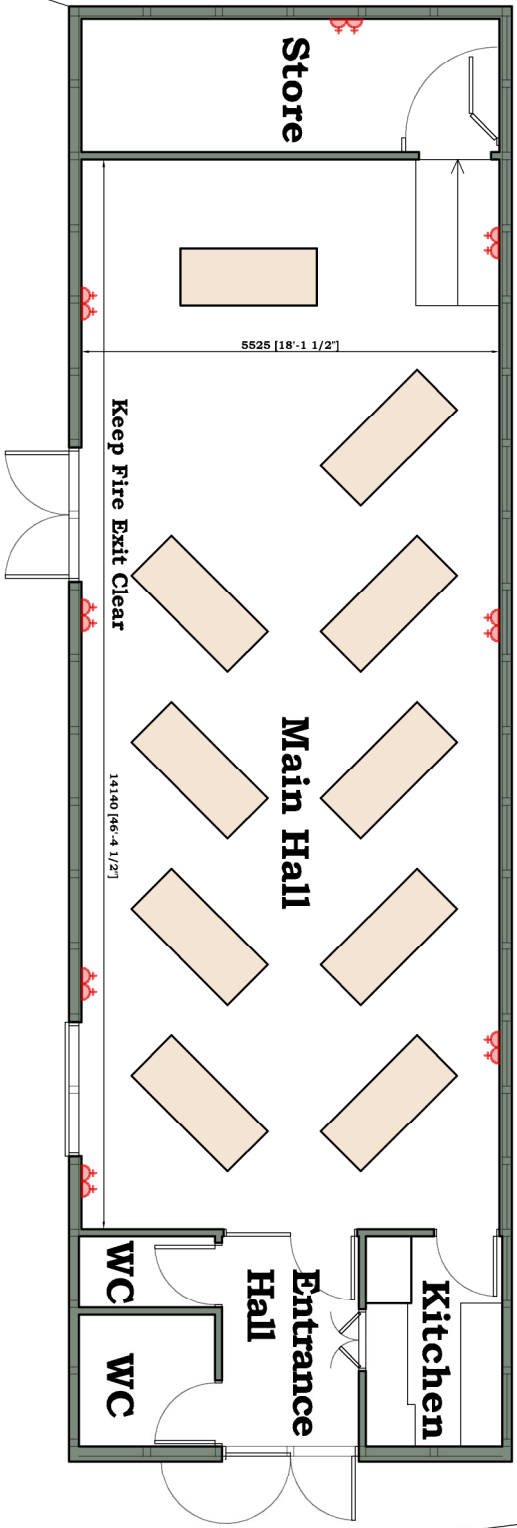 Store
5525 [18'-1 1/2"]
Keep Fire Exit Clear
Main Hall
14140 [46'-4 1/2"]
WC
Entrance
Hall
Kitchen
WC